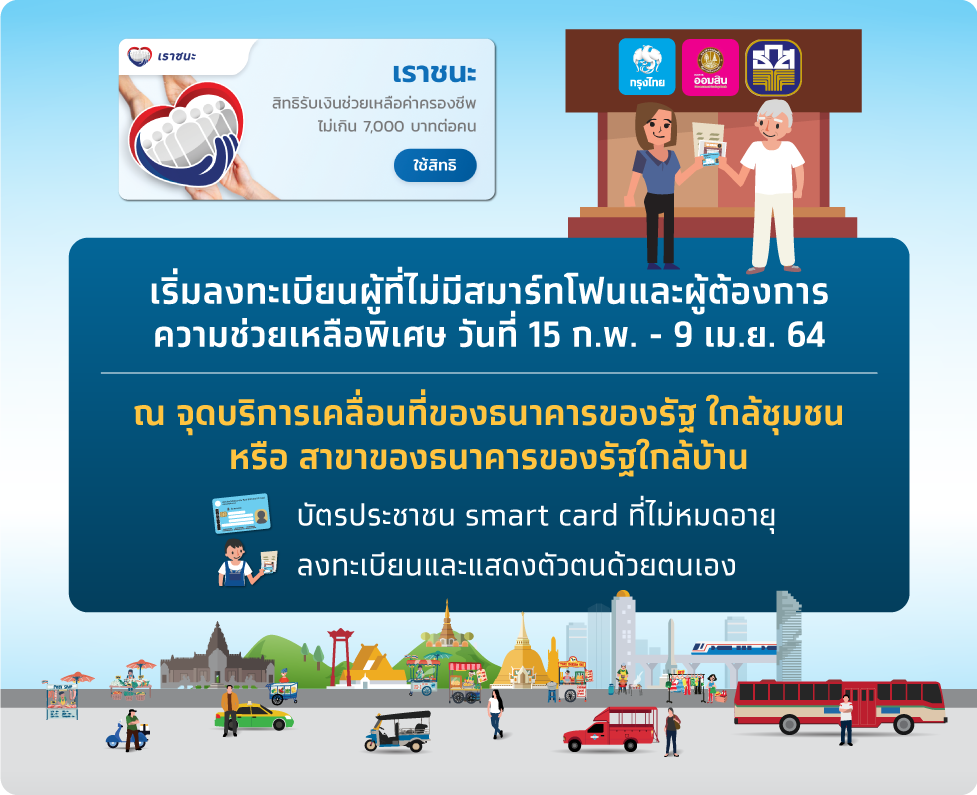 เราชนะ
เราชนะ
สิทธิรับเงินช่วยเหลือค่าครองชีพ
ไม่เกิน 7,000 บาทต่อคน
ใช้สิทธิ
กรุงไทย
ออมสิน
ธกส
เริ่มลงทะเบียนผู้ที่ไม่มีสมาร์ทโฟนและผู้ต้องการ
ความช่วยเหลือพิเศษ วันที่ 15 ก.พ. - 9 เม.ย. 64
ณ จุดบริการเคลื่อนที่ของธนาคารของรัฐ ใกล้ชุมชน
หรือ สาขาของธนาคารของรัฐใกล้บ้าน
บัตรประชาชน smart card ที่ไม่หมดอายุ
ลงทะเบียนและแสดงตัวตนด้วยตนเอง